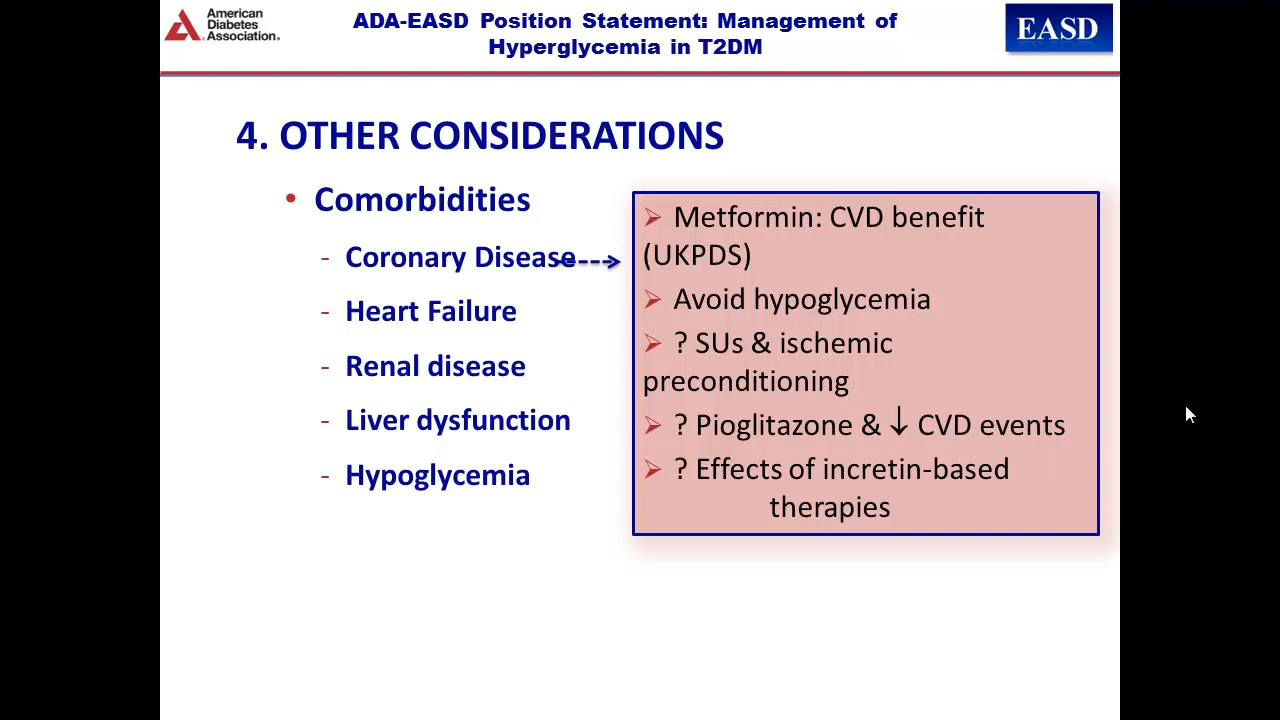 American
Diabetes
Association.
ADA-EASD Position Statement: Management of
Hyperglycemia in T2DM
EASD
4. OTHER CONSIDERATIONS
• Comorbidities
- Coronary Disease
- Heart Failure
- Renal disease
- Liver dysfunction
- Hypoglycemia
➢ Metformin: CVD benefit
(UKPDS)
➢ Avoid hypoglycemia
➢ ? SUs & ischemic
preconditioning
➢ ? Pioglitazone & ↓ CVD events
➢ ? Effects of incretin-based
therapies